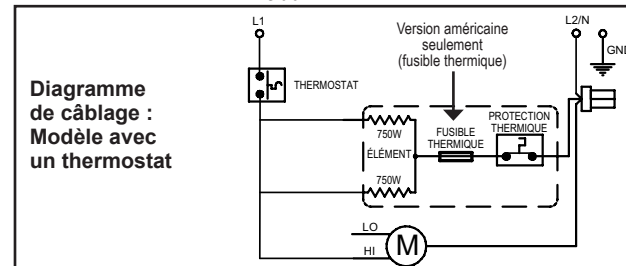 L1
Version américaine
seulement
(fusible thermique)
L2/N
GND
THERMOSTAT
Diagramme
de câblage :
Modèle avec
un thermostat
750W
ÉLÉMENT
750W
FUSIBLE
THERMIQUE
PROTECTION
THERMIQUE
LO
HI
M